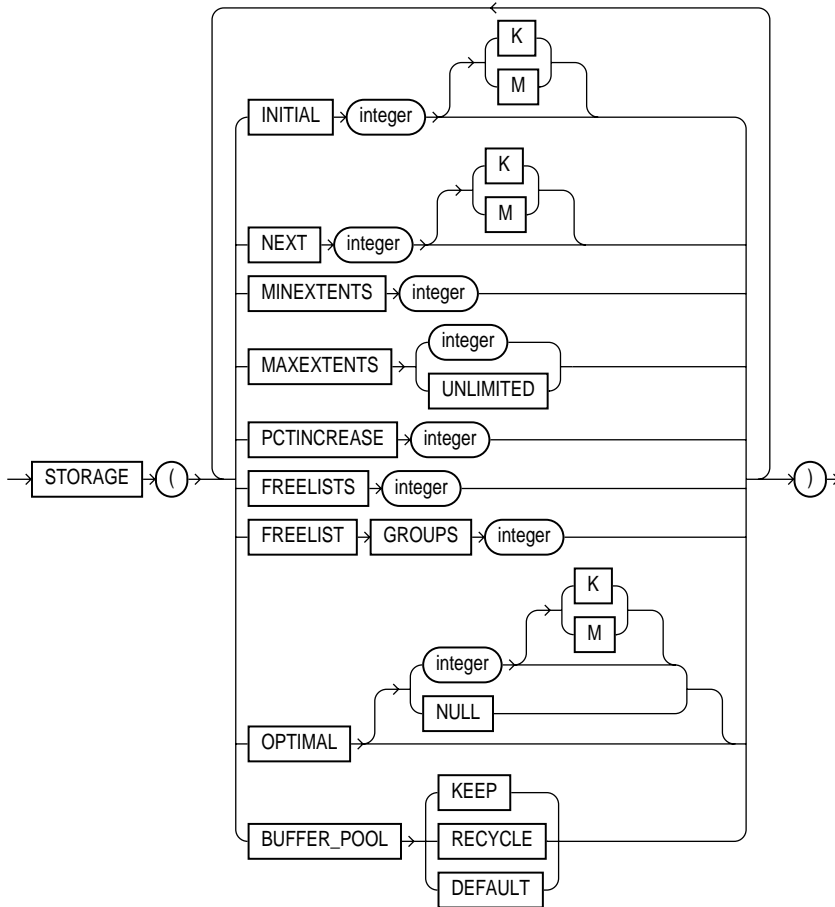 K
M
INITIAL integer
K
M
NEXT integer
MINEXTENTS integer
integer
MAXEXTENTS
UNLIMITED
PCTINCREASE integer
STORAGE ( )
FREELISTS integer
FREELIST GROUPS integer
K
M
integer
NULL
OPTIMAL
KEEP
BUFFER_POOL RECYCLE
DEFAULT